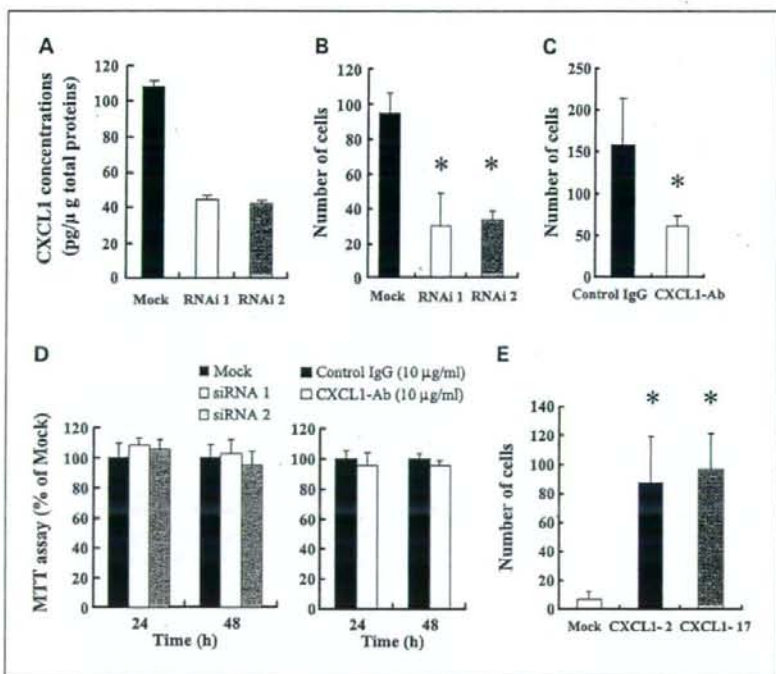 A
CXCL1 concentrations
(pg/μg total proteins)
120
100
80
60
40
20
0
Mock RNAi 1 RNAi 2
B
Number of cells
120
100
80
60
40
20
0
* *
Mock RNAi 1 RNAi 2
C
Number of cells
250
200
150
100
50
0
*
Control IgG CXCL1-Ab
D
Mock
siRNA 1
siRNA 2
Control IgG (10 μg/ml)
CXCL1-Ab (10 μg/ml)
MTT assay (% of Mock)
120
100
80
60
40
20
0
24 48
Time (h)
120
100
80
60
40
20
0
24 48
Time (h)
E
Number of cells
140
120
100
80
60
40
20
0
* *
Mock CXCL1-2 CXCL1-17